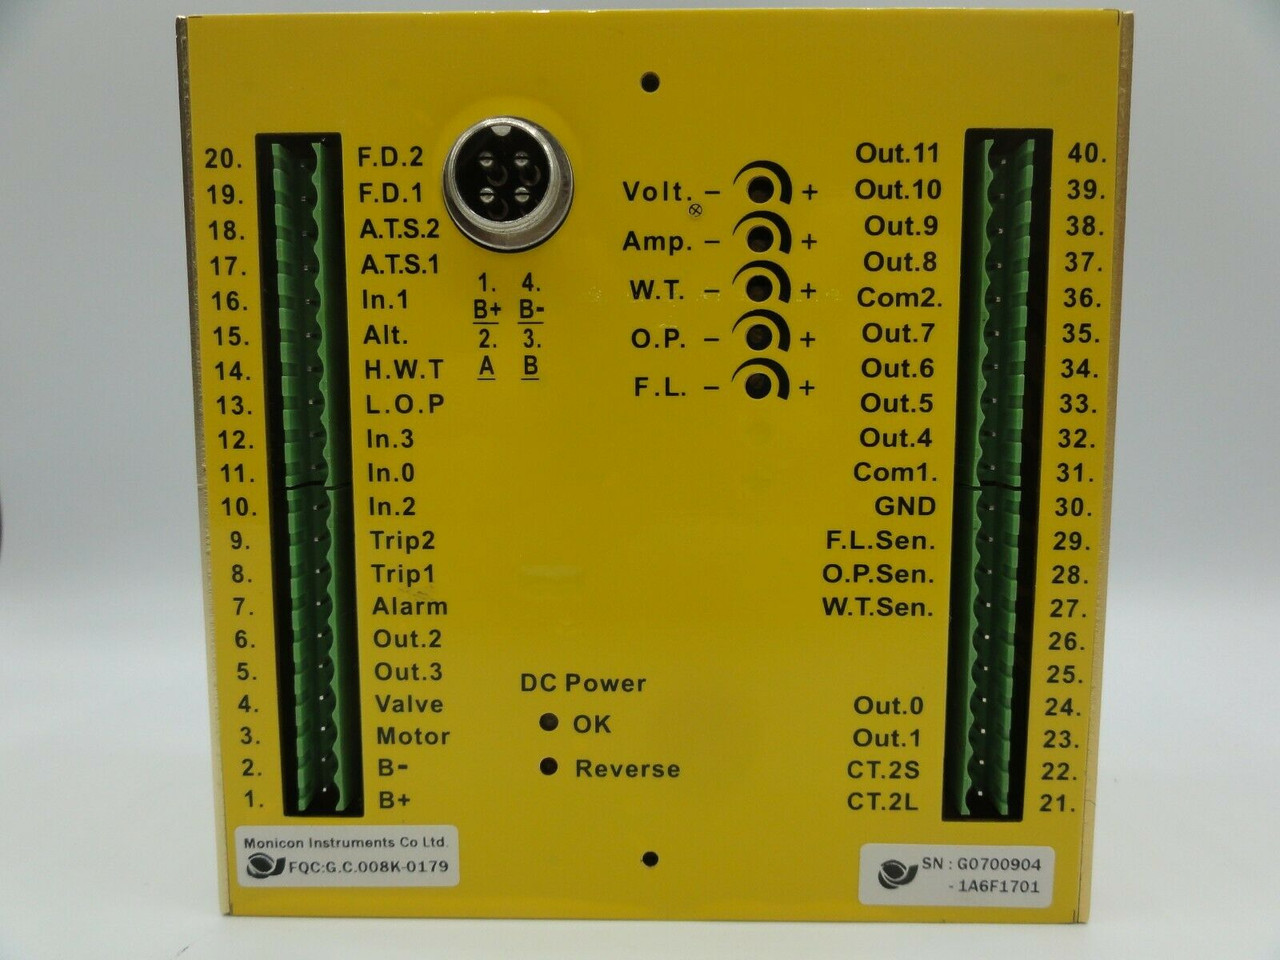 20. F.D.2
19. F.D.1
18. A.T.S.2
17. A.T.S.1
16. In.1
15. Alt.
14. H.W.T
13. L.O.P
12. In.3
11. In.0
10. In.2
9. Trip2
8. Trip1
7. Alarm
6. Out.2
5. Out.3
4. Valve
3. Motor
2. B-
1. B+
1. 4.
B+ B-
2. 3.
A B
Volt. - +
Amp. - +
W.T. - +
O.P. - +
F.L. - +
DC Power
OK
Reverse
Out.11 40.
Out.10 39.
Out.9 38.
Out.8 37.
Com2. 36.
Out.7 35.
Out.6 34.
Out.5 33.
Out.4 32.
Com1. 31.
GND 30.
F.L.Sen. 29.
O.P.Sen. 28.
W.T.Sen. 27.
26.
25.
Out.0 24.
Out.1 23.
CT.2S 22.
CT.2L 21.
Monicon Instruments Co Ltd.
FQC:G.C.008K-0179
SN : G0700904
- 1A6F1701